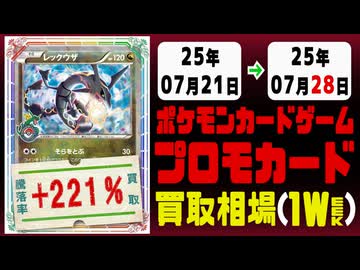 レックウザ
HP120
そらをとぶ 30
騰落率
+221%
買取
25年
07月21日
25年
07月28日
ポケモンカードゲーム
プロモカード
買取相場(1W長)